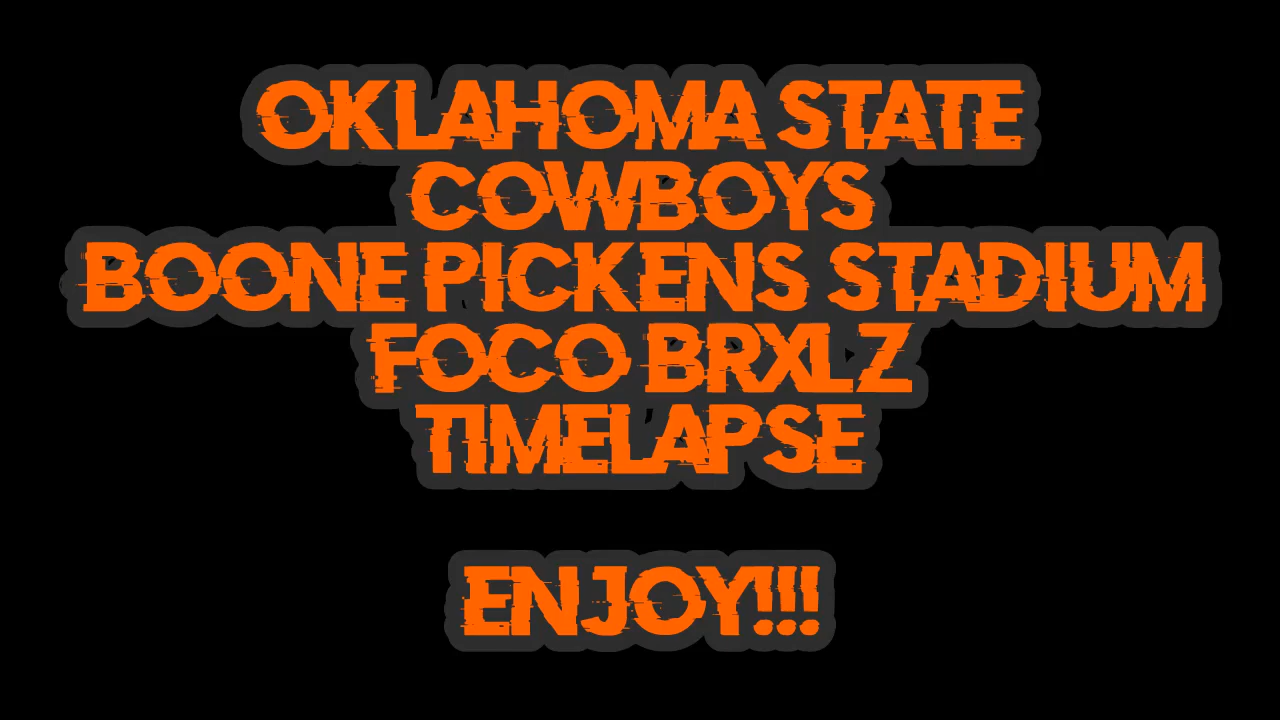 OKLAHOMA STATE
COWBOYS
BOONE PICKENS STADIUM
FOCO BRXLZ
TIMELAPSE
ENJOY!!!